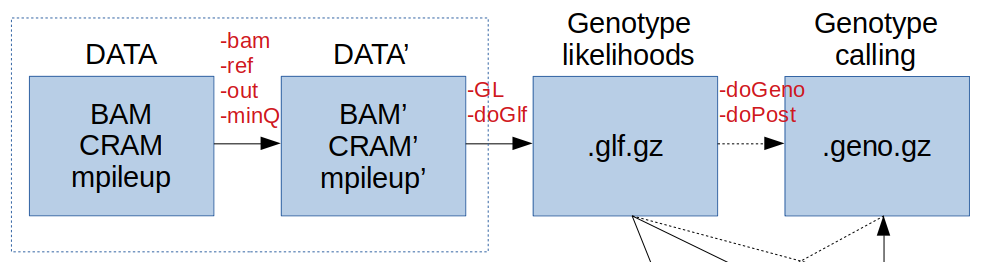 DATA
-bam
-ref
-out
-minQ
BAM
CRAM
mpileup
DATA’
BAM’
CRAM’
mpileup’
-GL
-doGlf
Genotype
likelihoods
.glf.gz
-doGeno
-doPost
Genotype
calling
.geno.gz